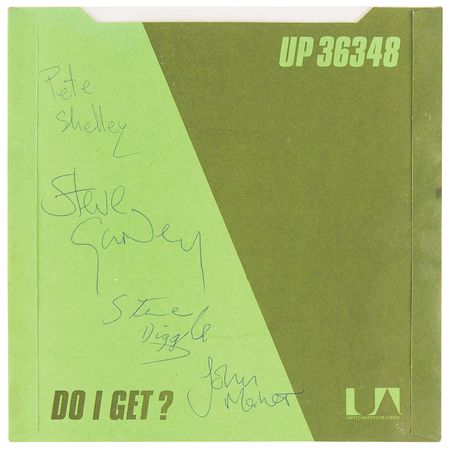 UP 36348
Pete
Shelley
Steve
Garvey
Steve
Diggle
John
Maher
DO I GET?
UA
UNITED ARTISTS RECORDS